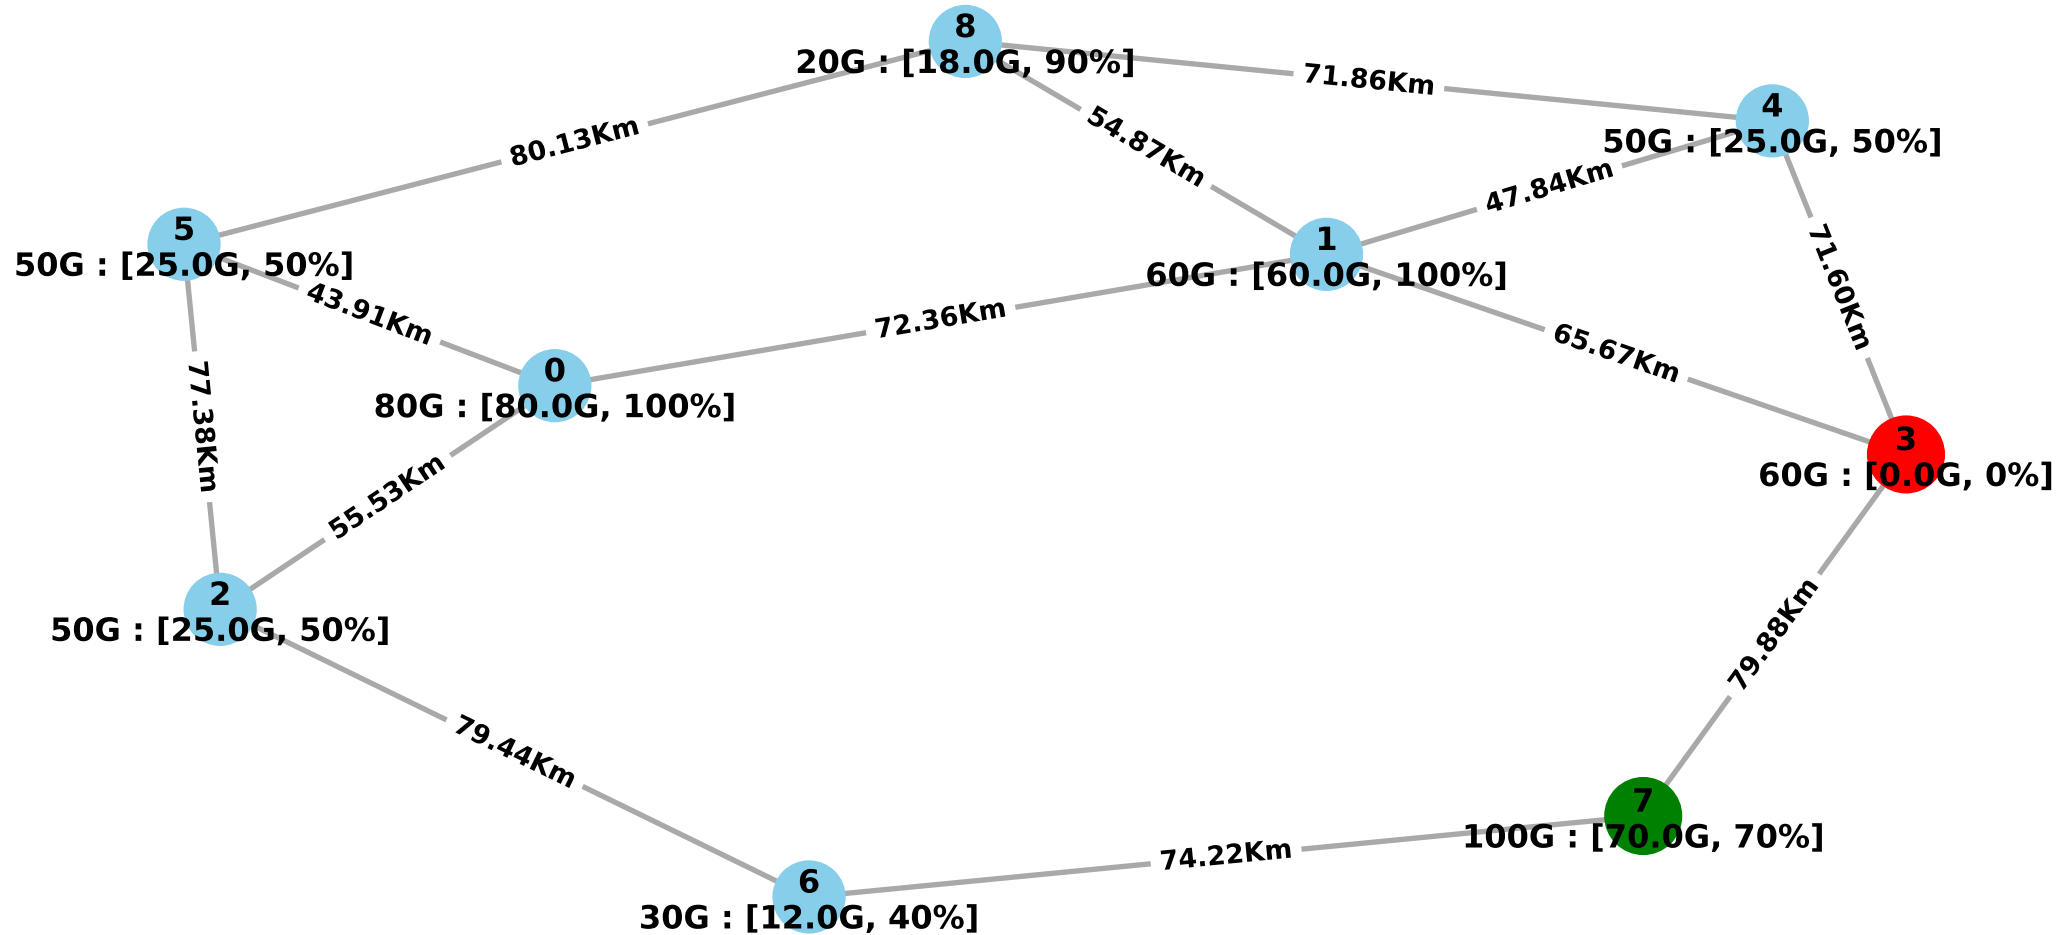 8
20G : [18.0G, 90%]
71.86Km
4
50G : [25.0G, 50%]
80.13Km
54.87Km
47.84Km
5
50G : [25.0G, 50%]
1
60G : [60.0G, 100%]
71.60Km
43.91Km
72.36Km
65.67Km
0
80G : [80.0G, 100%]
77.38Km
3
60G : [0.0G, 0%]
55.53Km
2
50G : [25.0G, 50%]
79.88Km
79.44Km
7
100G : [70.0G, 70%]
74.22Km
6
30G : [12.0G, 40%]